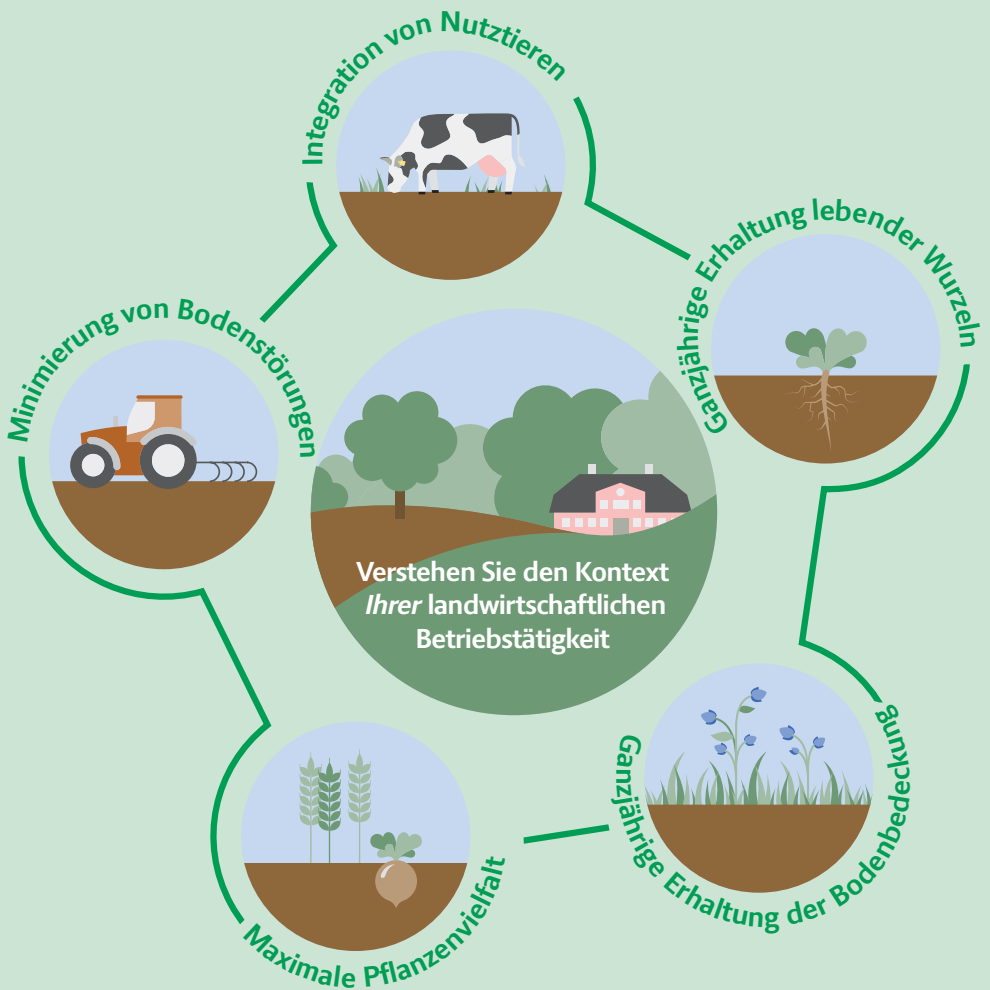 Integration von Nutztieren
Ganzjährige Erhaltung lebender Wurzeln
Minimierung von Bodenstörungen
Verstehen Sie den Kontext
Ihrer landwirtschaftlichen
Betriebstätigkeit
Ganzjährige Erhaltung der Bodenbedeckung
Maximale Pflanzenvielfalt